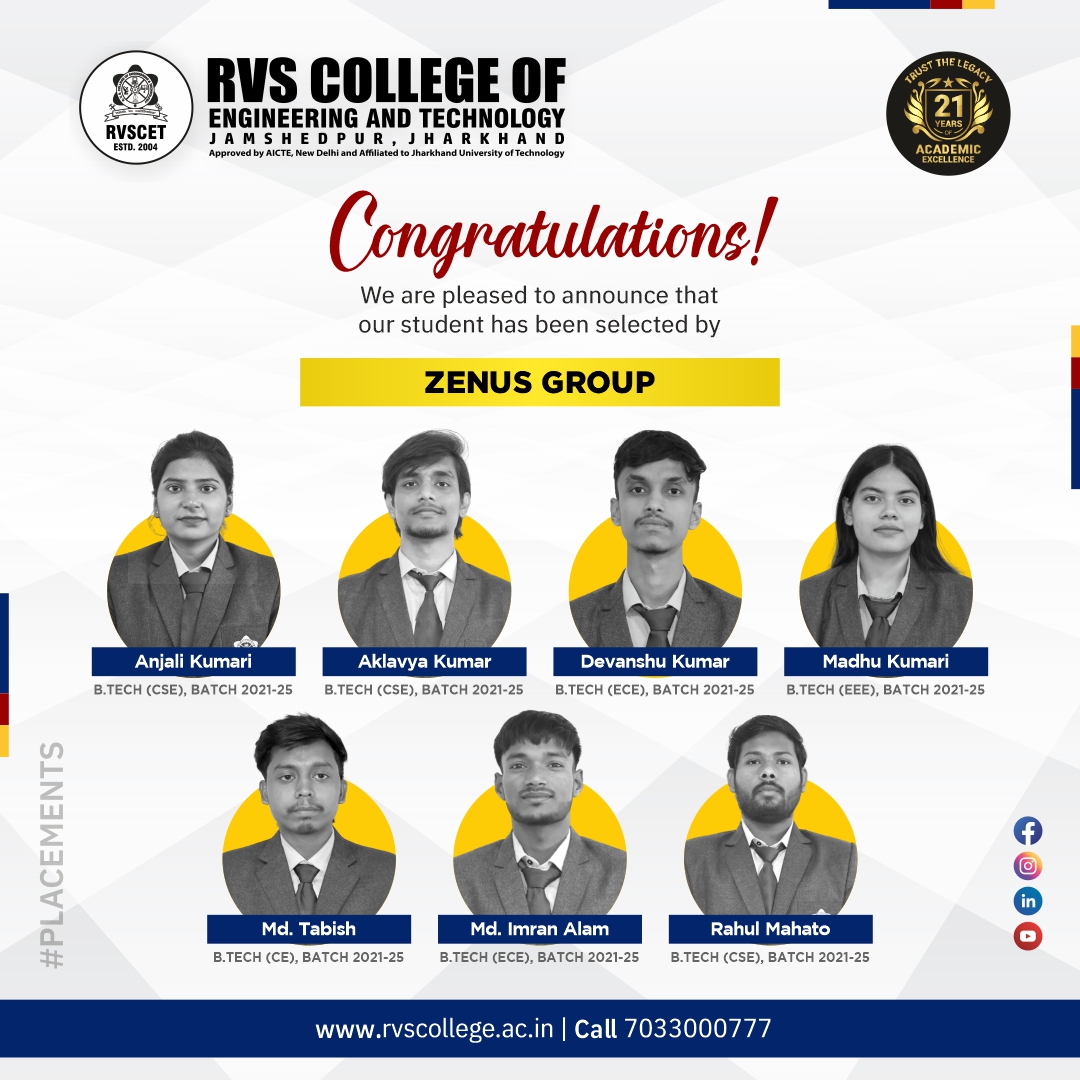 RVSCET
ESTD. 2004
RVS COLLEGE OF
ENGINEERING AND TECHNOLOGY
JAMSHEDPUR, JHARKHAND
Approved by AICTE, New Delhi and Affiliated to Jharkhand University of Technology
TRUST THE LEGACY
21
YEARS
OF
ACADEMIC
EXCELLENCE
Congratulations!
We are pleased to announce that
our student has been selected by
ZENUS GROUP
Anjali Kumari
B.TECH (CSE), BATCH 2021-25
Aklavya Kumar
B.TECH (CSE), BATCH 2021-25
Devanshu Kumar
B.TECH (ECE), BATCH 2021-25
Madhu Kumari
B.TECH (EEE), BATCH 2021-25
Md. Tabish
B.TECH (CE), BATCH 2021-25
Md. Imran Alam
B.TECH (ECE), BATCH 2021-25
Rahul Mahato
B.TECH (CSE), BATCH 2021-25
#PLACEMENTS
www.rvscollege.ac.in | Call 7033000777